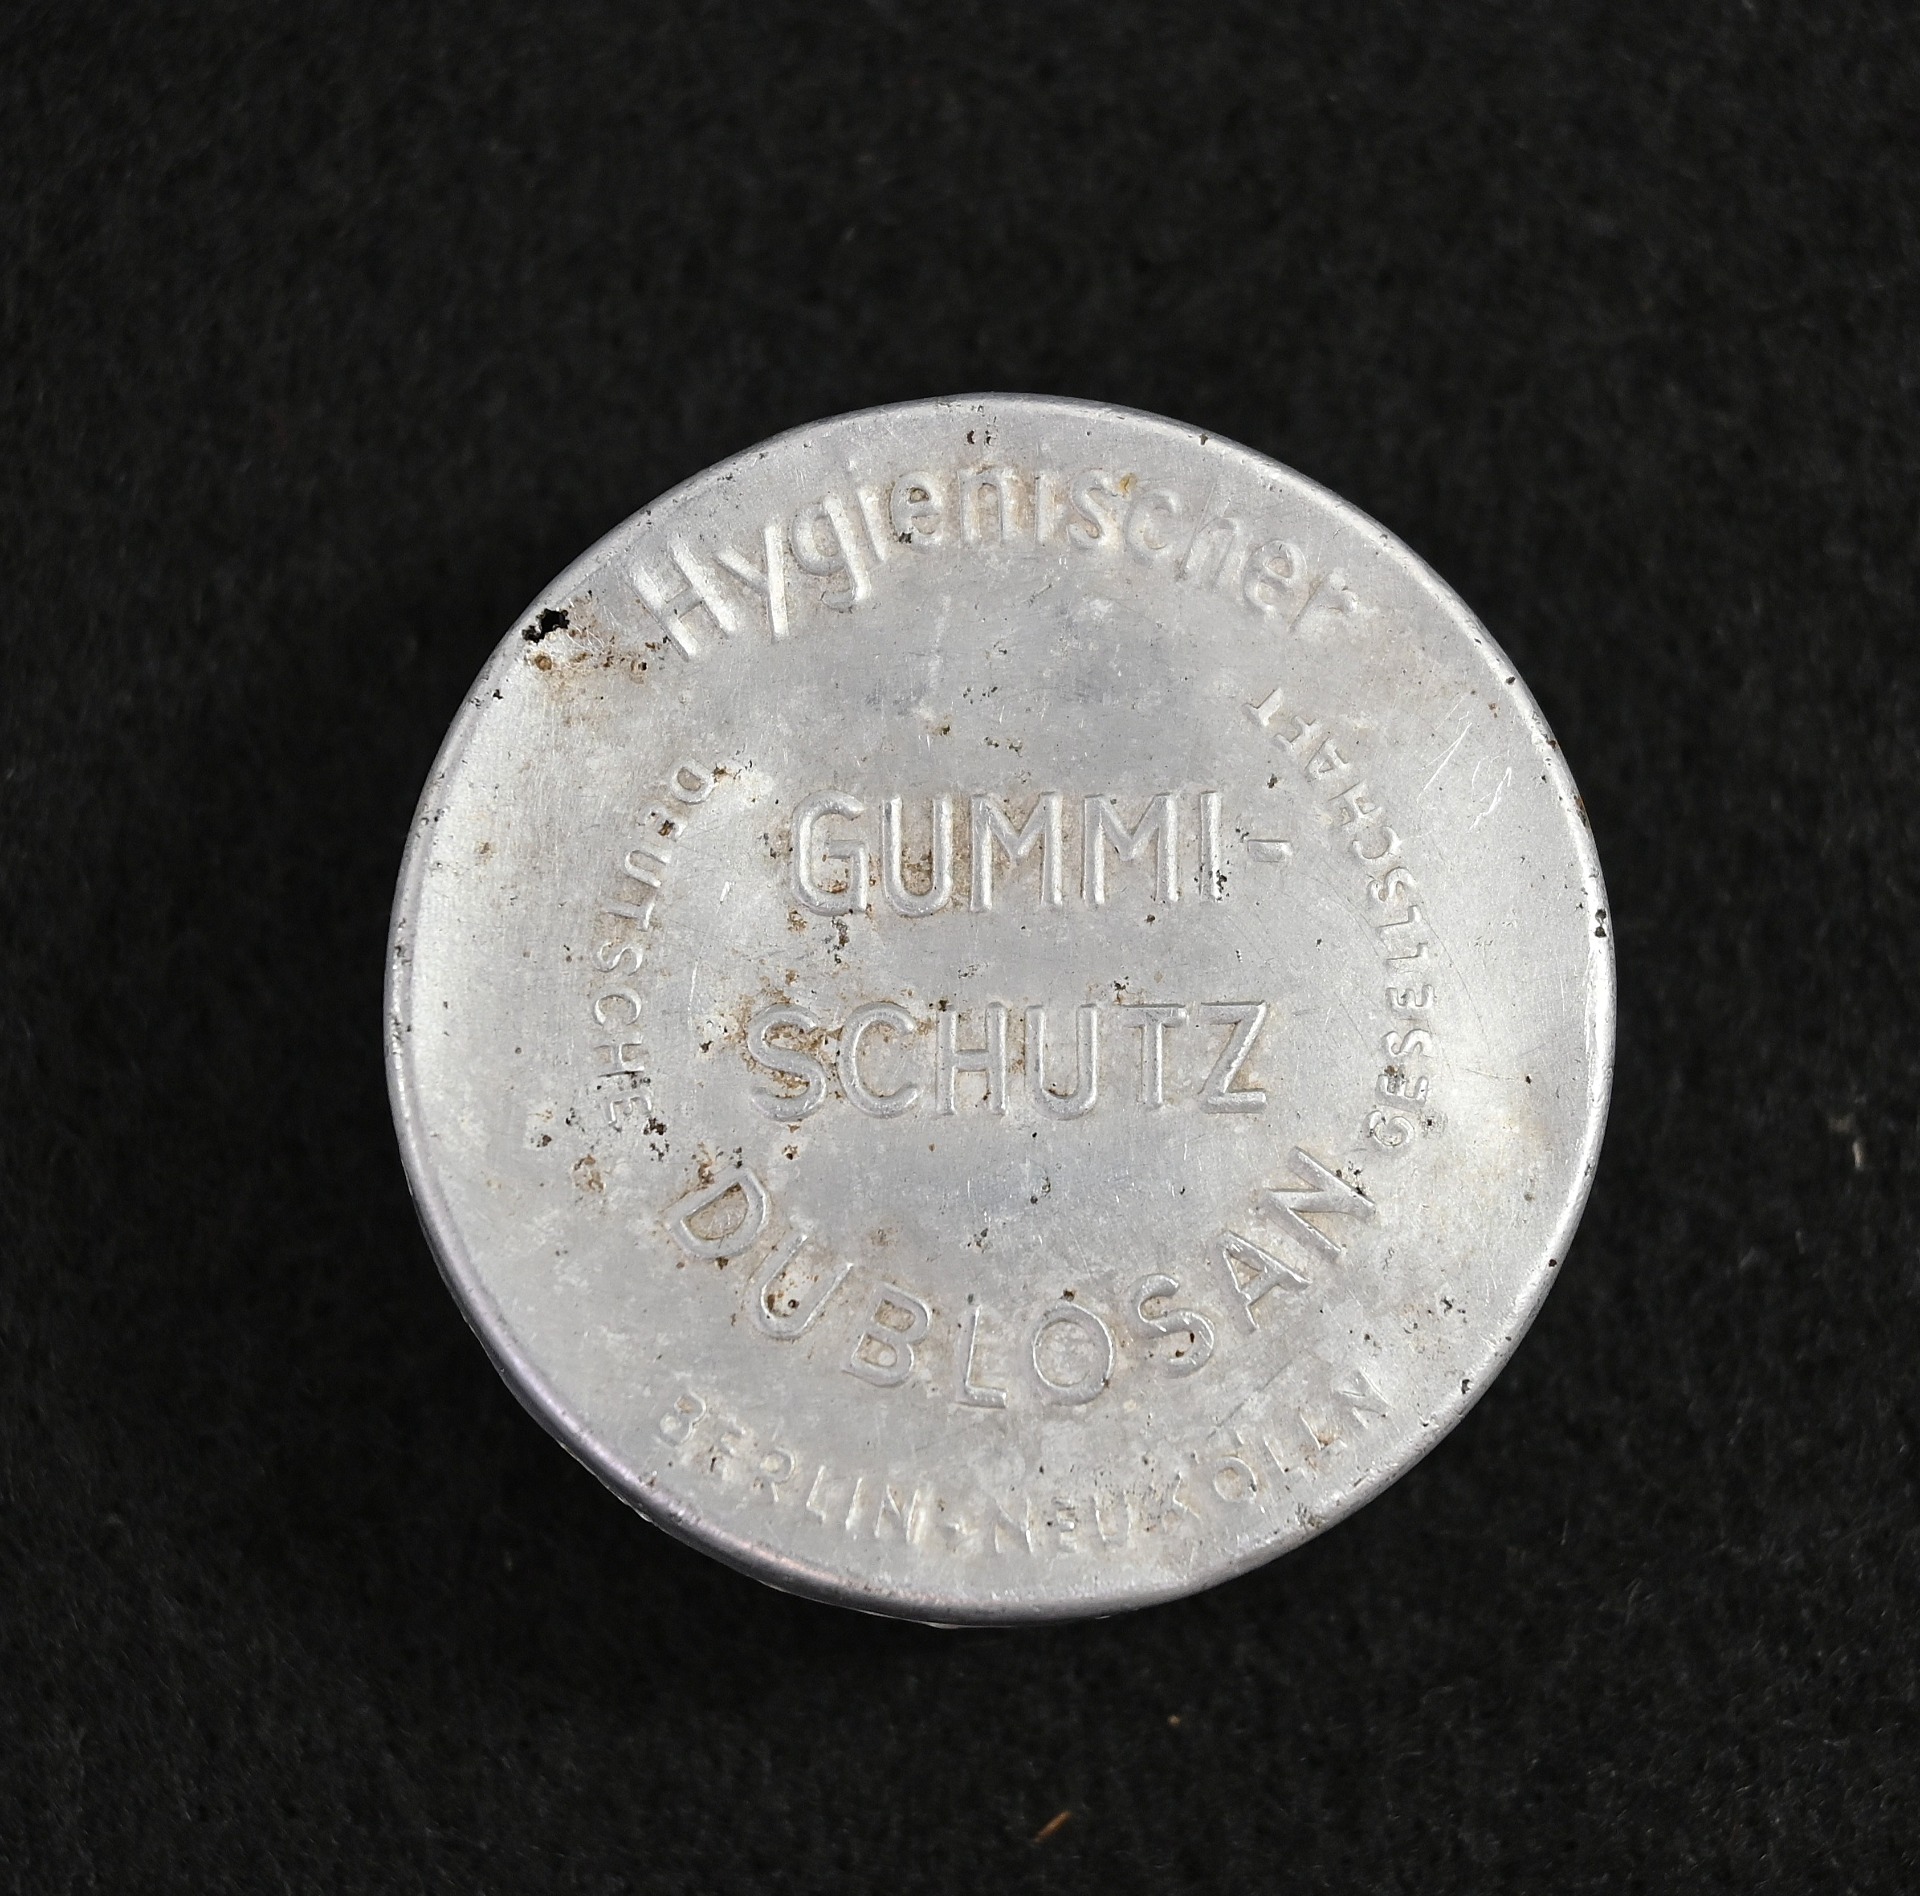 Hygienischer
GUMMI-
SCHUTZ
DEUTSCHE
DUBLOSAN
GESELLSCHAFT
BERLIN-NEUKÖLLN